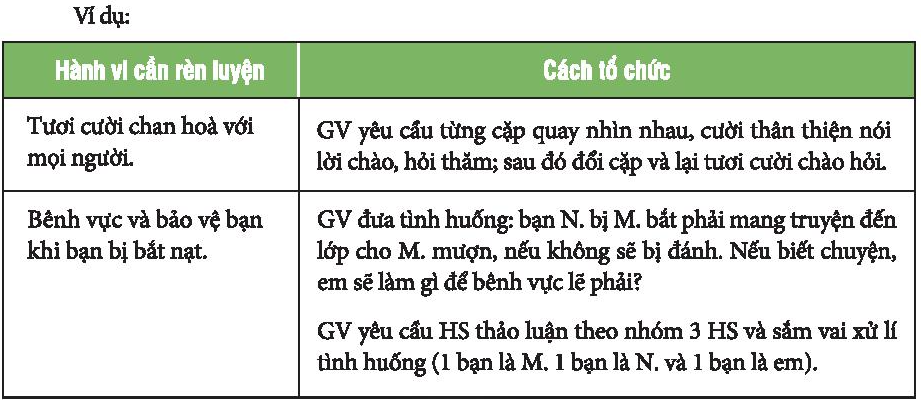 Ví dụ:
Hành vi cần rèn luyện
Cách tổ chức
Tươi cười chan hoà với
mọi người.
GV yêu cầu từng cặp quay nhìn nhau, cười thân thiện nói
lời chào, hỏi thăm; sau đó đổi cặp và lại tươi cười chào hỏi.
Bênh vực và bảo vệ bạn
khi bạn bị bắt nạt.
GV đưa tình huống: bạn N. bị M. bắt phải mang truyện đến
lớp cho M. mượn, nếu không sẽ bị đánh. Nếu biết chuyện,
em sẽ làm gì để bênh vực lẽ phải?
GV yêu cầu HS thảo luận theo nhóm 3 HS và sắm vai xử lí
tình huống (1 bạn là M. 1 bạn là N. và 1 bạn là em).